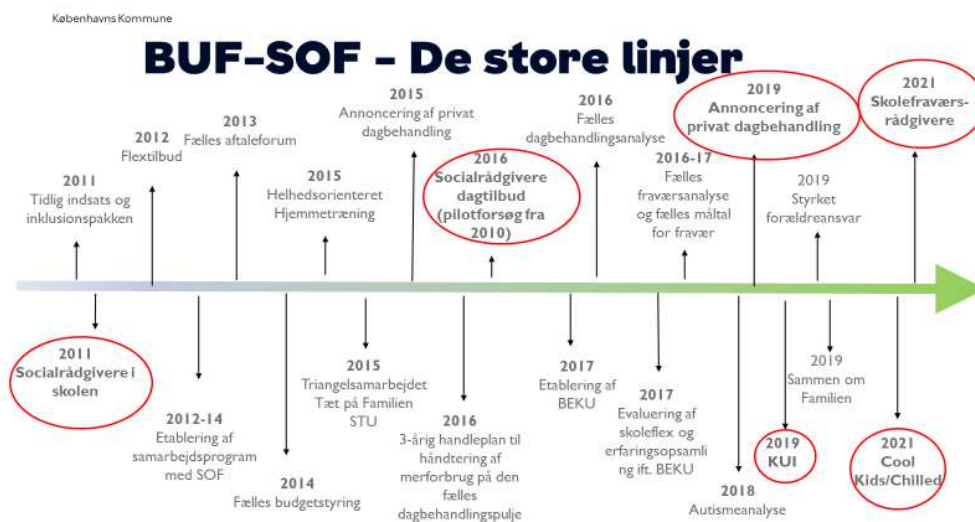 Københavns Kommune
BUF-SOF - De store linjer
2011
Tidlig indsats og
inklusionspakken
2012
Flextilbud
2013
Fælles aftaleforum
2015
Helhedsorienteret
Hjemmetræning
2015
Annoncering af privat
dagbehandling
2016
Socialrådgivere
dagtilbud
(pilotforsøg fra
2010)
2016
Fælles
dagbehandlingsanalyse
2016-17
Fælles
fraværsanalyse
og fælles måltal
for fravær
2019
Annoncering af
privat dagbehandling
2019
Styrket
forældreansvar
2021
Skolefraværs-
rådgivere
2011
Socialrådgivere i
skolen
2012-14
Etablering af
samarbejdsprogram
med SOF
2014
Fælles budgetstyring
2015
Triangelsamarbejdet
Tæt på Familien
STU
2016
3-årig handleplan til
håndtering af
merforbrug på den
fælles
dagbehandlingspulje
2017
Etablering af
BEKU
2017
Evaluering af
skoleflex og
erfaringsopsamli
ng ift. BEKU
2018
Autismeanalyse
2019
KUI
2019
Sammen om
Familien
2021
Cool
Kids/Chilled